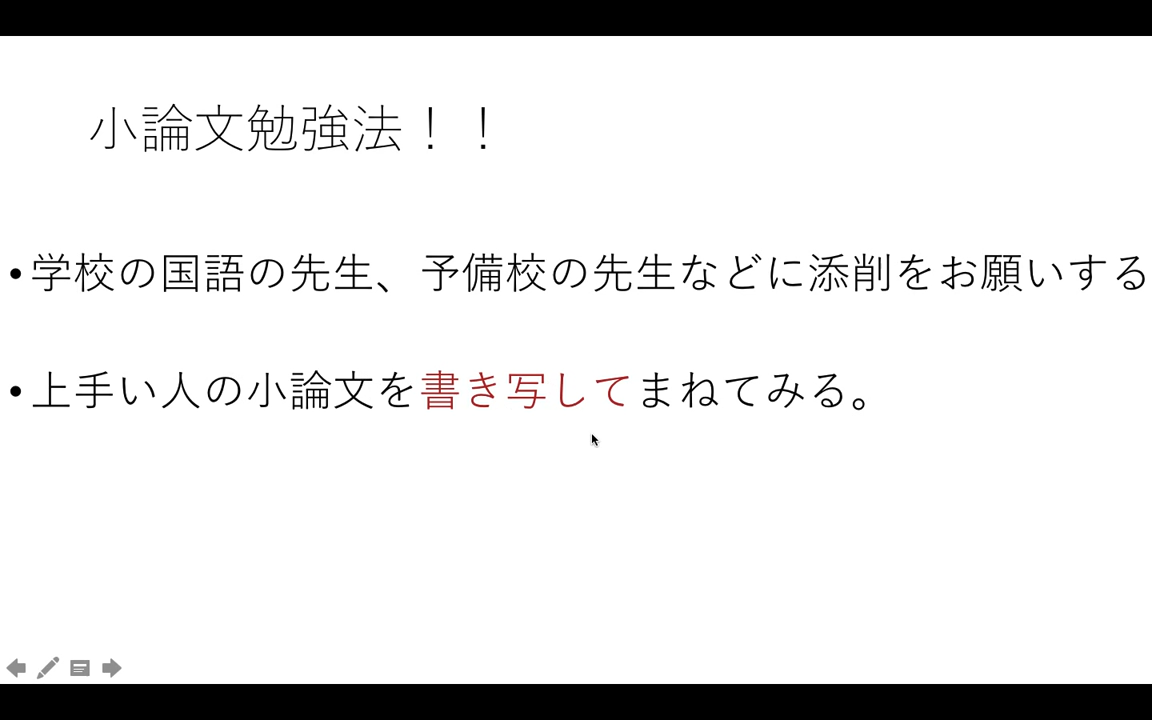 小論文勉強法！！
•学校の国語の先生、予備校の先生などに添削をお願いする
•上手い人の小論文を書き写してまねてみる。